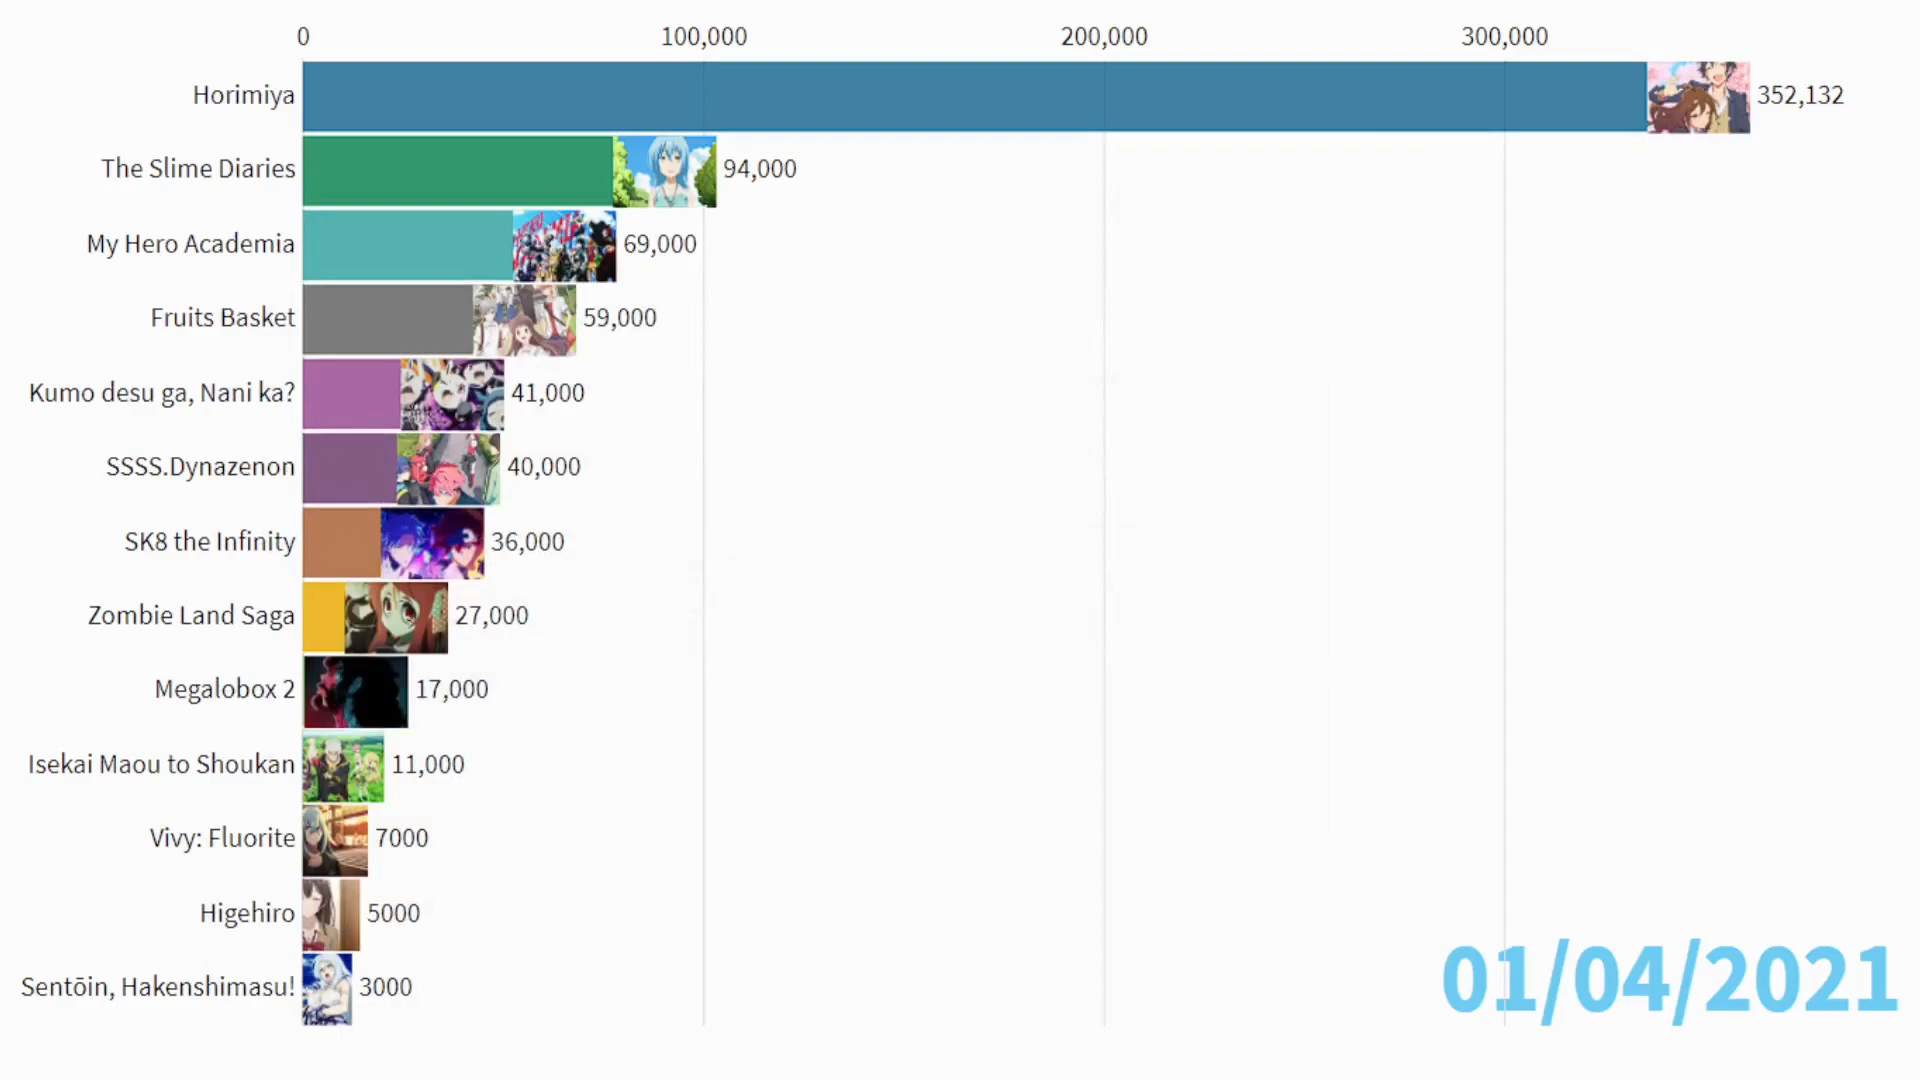 0 100,000 200,000 300,000
Horimiya 352,132
The Slime Diaries 94,000
My Hero Academia 69,000
Fruits Basket 59,000
Kumo desu ga, Nani ka? 41,000
SSSS.Dynazenon 40,000
SK8 the Infinity 36,000
Zombie Land Saga 27,000
Megalobox 2 17,000
Isekai Maou to Shoukan 11,000
Vivy: Fluorite 7000
Higehiro 5000
Sentōin, Hakenshimasu! 3000
01/04/2021